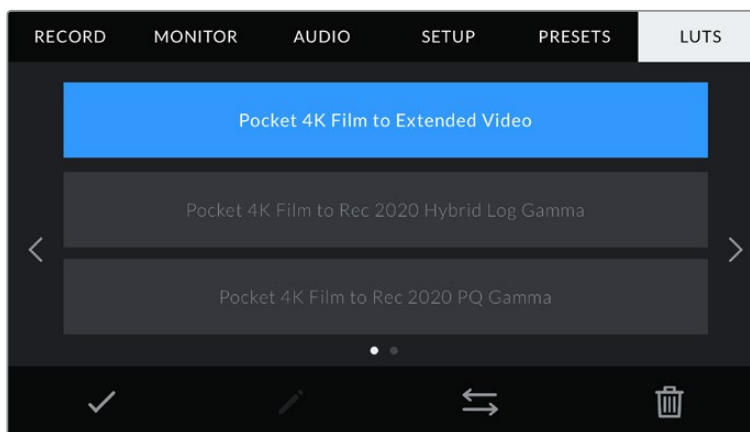 RECORD MONITOR AUDIO SETUP PRESETS LUTS
Pocket 4K Film to Extended Video
Pocket 4K Film to Rec 2020 Hybrid Log Gamma
Pocket 4K Film to Rec 2020 PQ Gamma